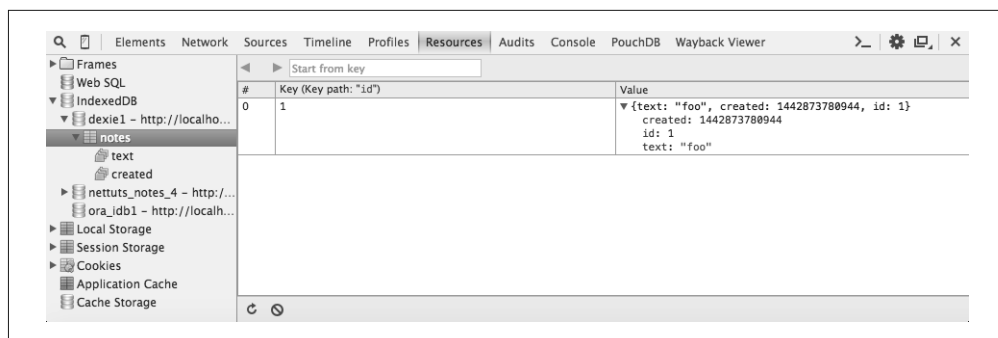 Elements Network Sources Timeline Profiles Resources Audits Console PouchDB Wayback Viewer
Frames
Web SQL
IndexedDB
dexie1 – http://localho...
notes
text
created
nettuts_notes_4 – http:/...
ora_idb1 – http://localh...
Local Storage
Session Storage
Cookies
Application Cache
Cache Storage
Start from key
# Key (Key path: "id") Value
0 1 {text: "foo", created: 1442873780944, id: 1}
created: 1442873780944
id: 1
text: "foo"